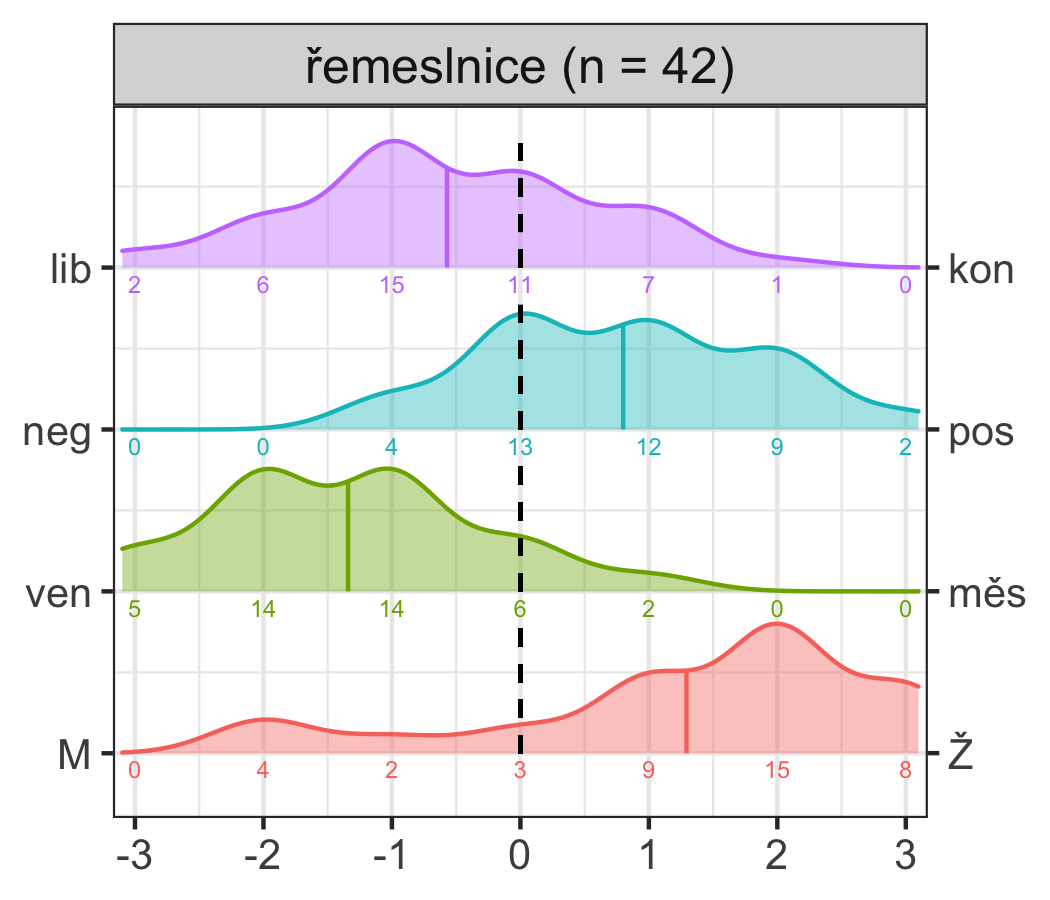 řemeslnice (n = 42)
lib kon
2 6 15 11 7 1 0
neg pos
0 0 4 13 12 9 2
ven měs
5 14 14 6 2 0 0
M Ž
0 4 2 3 9 15 8
-3 -2 -1 0 1 2 3